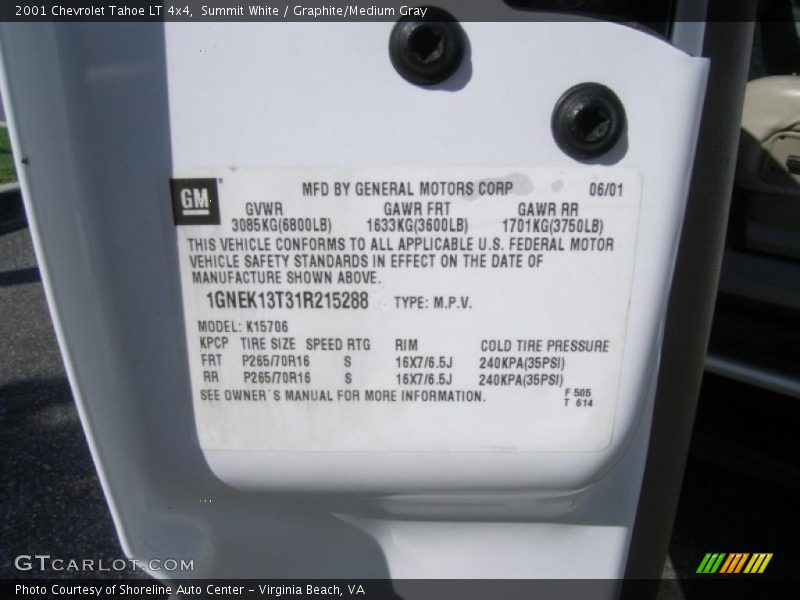 2001 Chevrolet Tahoe LT 4x4, Summit White / Graphite/Medium Gray
GM
MFD BY GENERAL MOTORS CORP 06/01
GVWR GAWR FRT GAWR RR
3085KG(6800LB) 1633KG(3600LB) 1701KG(3750LB)
THIS VEHICLE CONFORMS TO ALL APPLICABLE U.S. FEDERAL MOTOR
VEHICLE SAFETY STANDARDS IN EFFECT ON THE DATE OF
MANUFACTURE SHOWN ABOVE.
1GNEK13T31R215288 TYPE: M.P.V.
MODEL: K15706
KPCP TIRE SIZE SPEED RTG RIM COLD TIRE PRESSURE
FRT P265/70R16 S 16X7/6.5J 240KPA(35PSI)
RR P265/70R16 S 16X7/6.5J 240KPA(35PSI)
SEE OWNER'S MANUAL FOR MORE INFORMATION. F 505
T 614
GTCARLOT.COM
Photo Courtesy of Shoreline Auto Center - Virginia Beach, VA